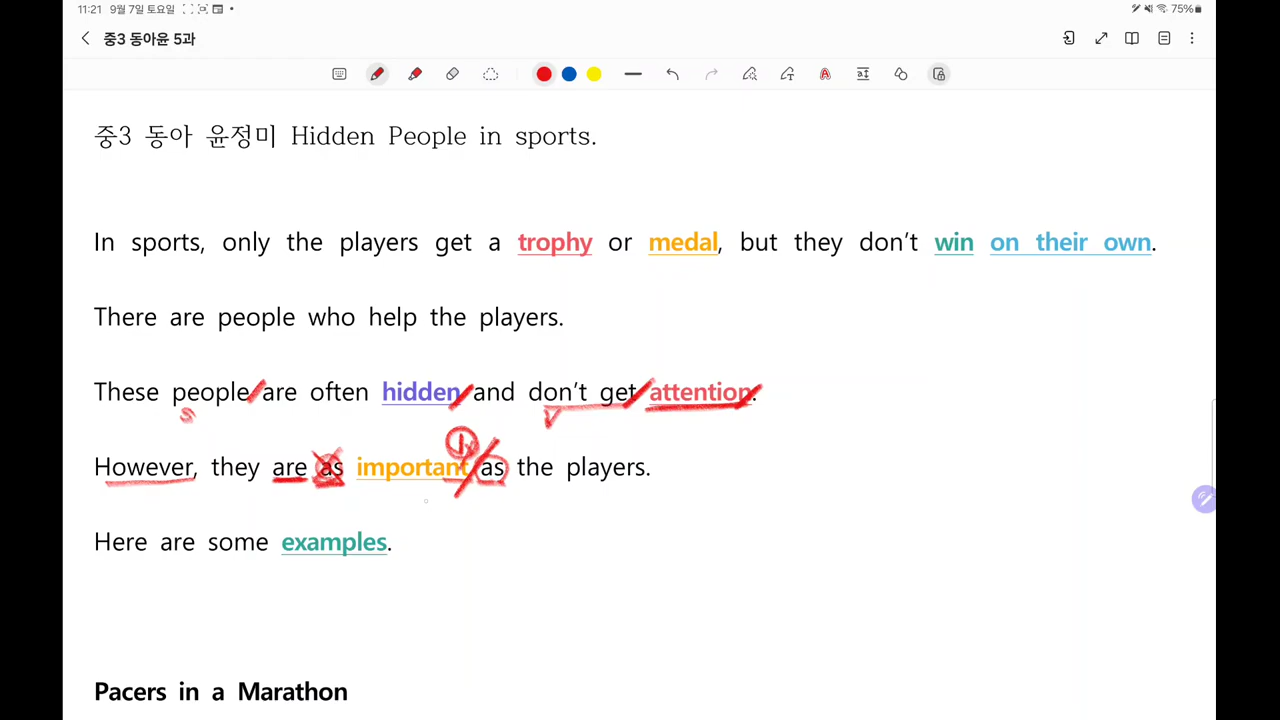 11:21 9월 7일 토요일
75%
중3 동아윤 5과
중3 동아 윤정미 Hidden People in sports.
In sports, only the players get a trophy or medal, but they don't win on their own.
There are people who help the players.
These people are often hidden and don't get attention.
However, they are as important as the players.
Here are some examples.
Pacers in a Marathon